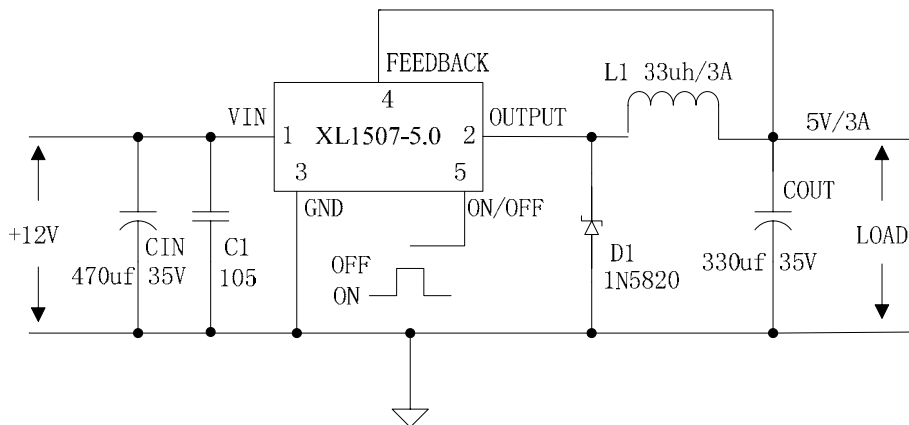 FEEDBACK
L1 33uh/3A
4
VIN
OUTPUT
5V/3A
1
XL1507-5.0
2
3
5
GND
ON/OFF
COUT
+12V
CIN
C1
OFF
D1
330uf 35V
LOAD
470uf 35V
105
ON
1N5820